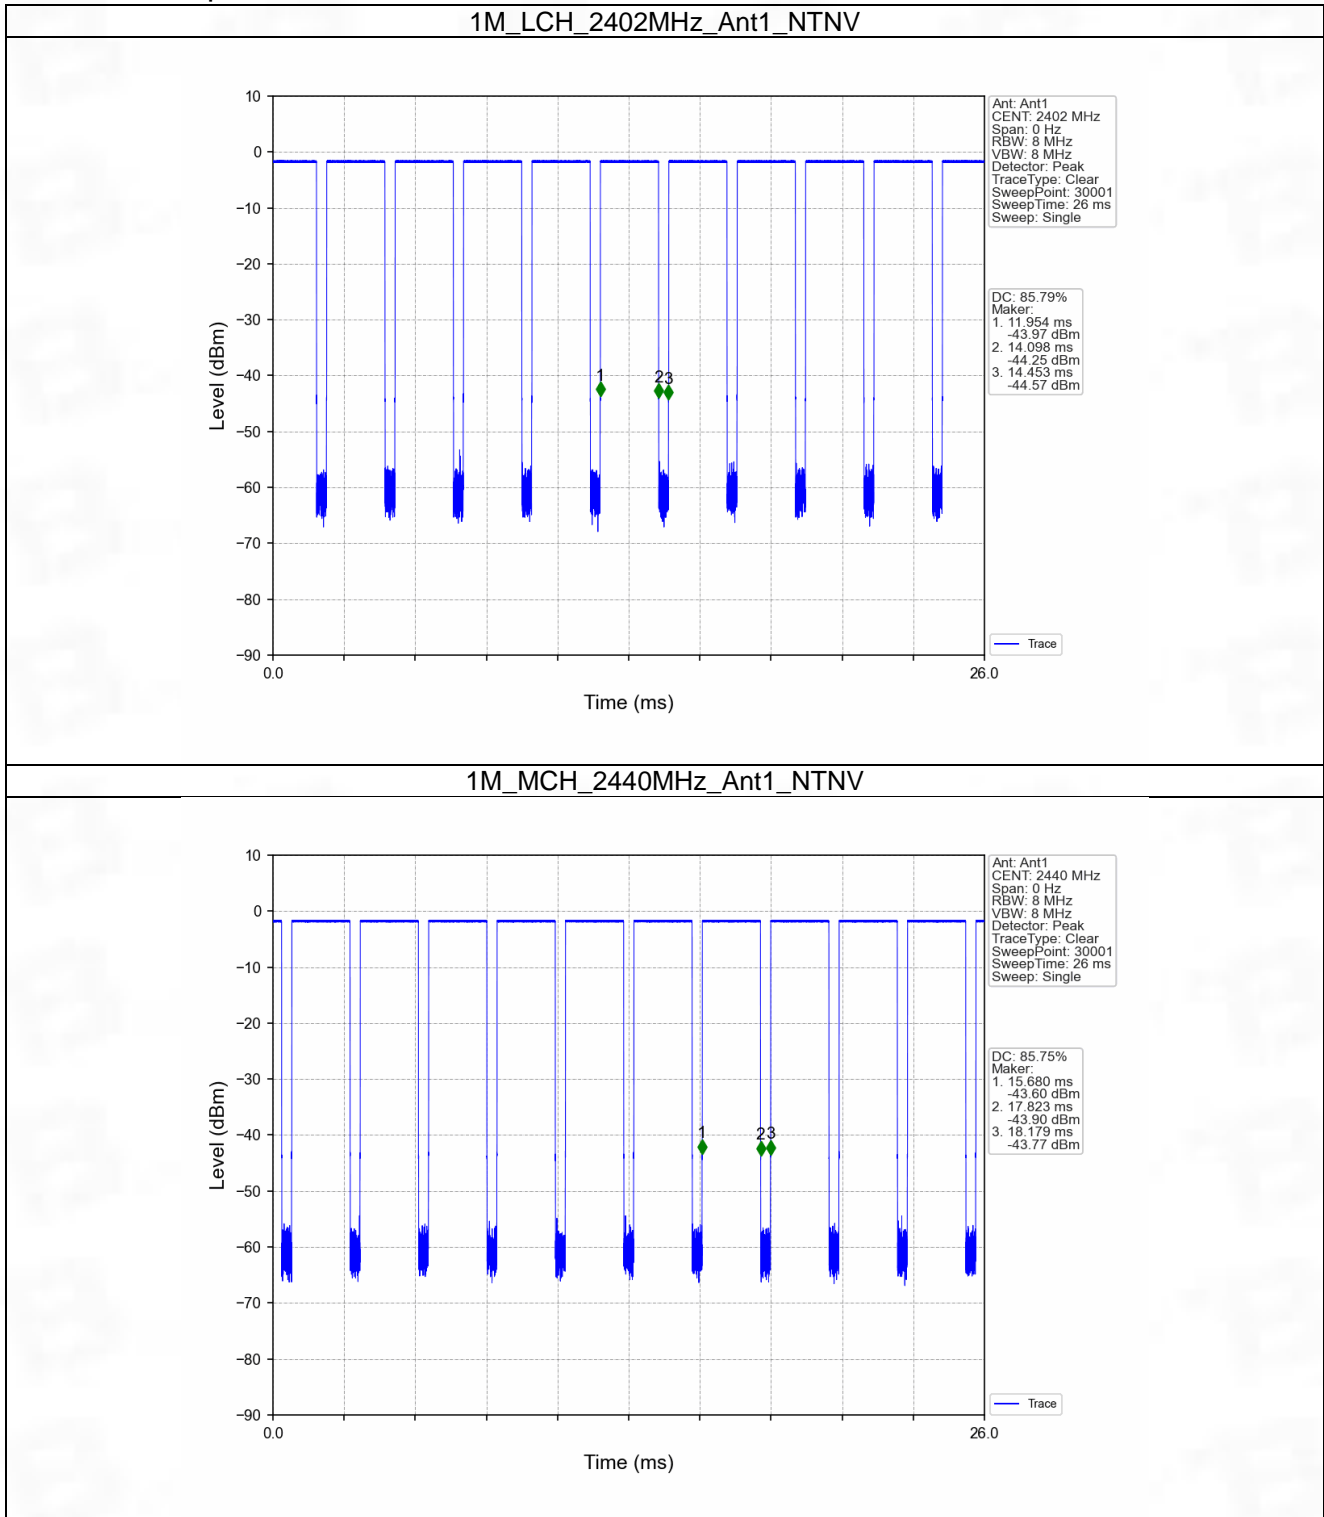 1M_LCH_2402MHz_Ant1_NTNV
10
0
−10
−20
−30
−40
−50
−60
−70
−80
−90
Level (dBm)
0.0
26.0
Time (ms)
1
2
3
Ant: Ant1
CENT: 2402 MHz
Span: 0 Hz
RBW: 8 MHz
VBW: 8 MHz
Detector: Peak
TraceType: Clear
SweepPoint: 30001
SweepTime: 26 ms
Sweep: Single
DC: 85.79%
Maker:
1. 11.954 ms
-43.97 dBm
2. 14.098 ms
-44.25 dBm
3. 14.453 ms
-44.57 dBm
Trace
1M_MCH_2440MHz_Ant1_NTNV
10
0
−10
−20
−30
−40
−50
−60
−70
−80
−90
Level (dBm)
0.0
26.0
Time (ms)
1
2
3
Ant: Ant1
CENT: 2440 MHz
Span: 0 Hz
RBW: 8 MHz
VBW: 8 MHz
Detector: Peak
TraceType: Clear
SweepPoint: 30001
SweepTime: 26 ms
Sweep: Single
DC: 85.75%
Maker:
1. 15.680 ms
-43.60 dBm
2. 17.823 ms
-43.90 dBm
3. 18.179 ms
-43.77 dBm
Trace